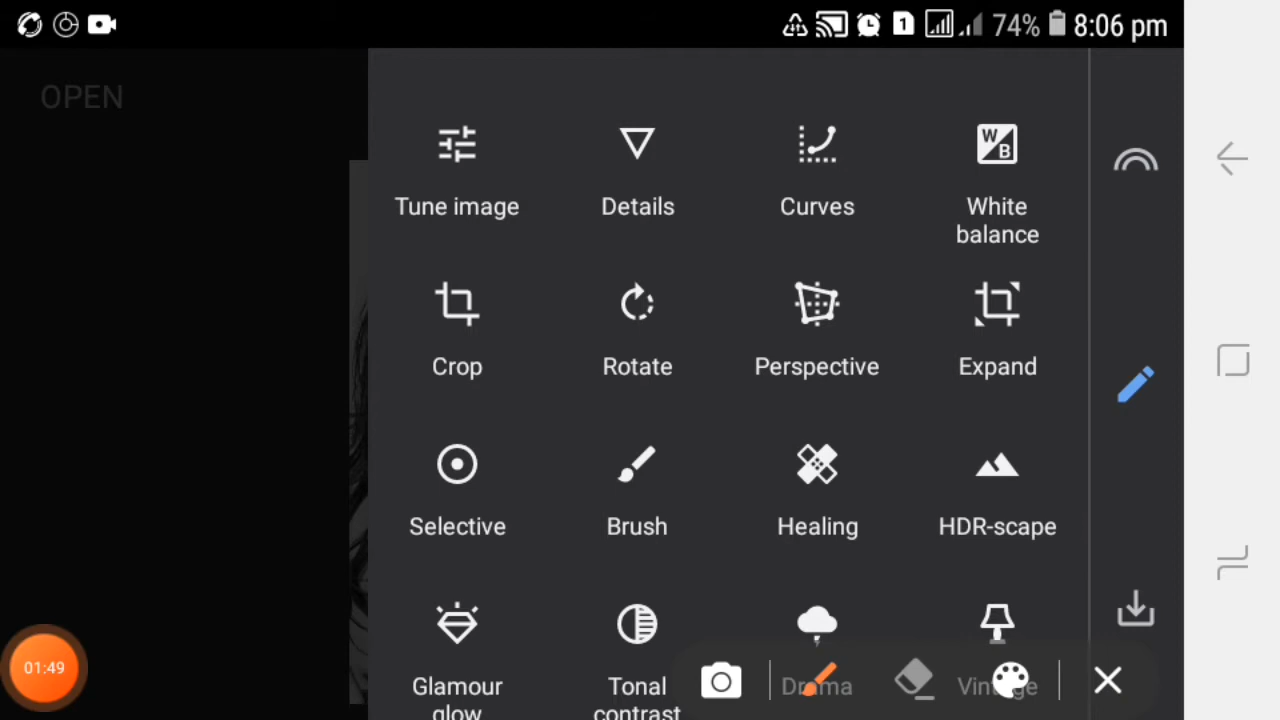 1 74% 8:06 pm
OPEN
Tune image Details Curves White
balance
W
B
Crop Rotate Perspective Expand
Selective Brush Healing HDR-scape
Glamour Tonal Drama Vintage
glow contrast
01:49